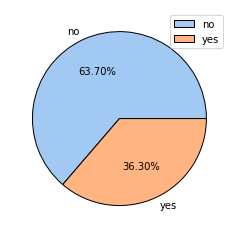 no
no
yes
63.70%
36.30%
yes